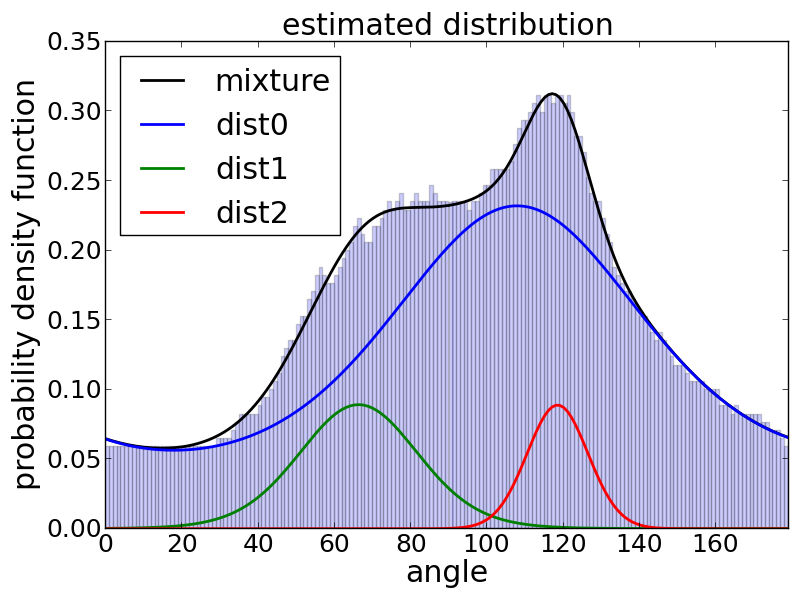 estimated distribution
probability density function
0.35
0.30
0.25
0.20
0.15
0.10
0.05
0.00
mixture
dist0
dist1
dist2
0 20 40 60 80 100 120 140 160
angle